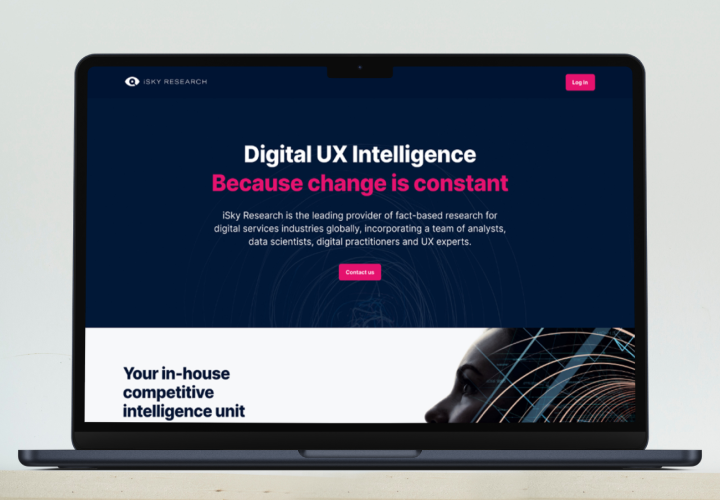 iSKY RESEARCH
Log in
Digital UX Intelligence
Because change is constant
iSky Research is the leading provider of fact-based research for
digital services industries globally, incorporating a team of analysts,
data scientists, digital practitioners and UX experts.
Contact us
Your in-house
competitive
intelligence unit